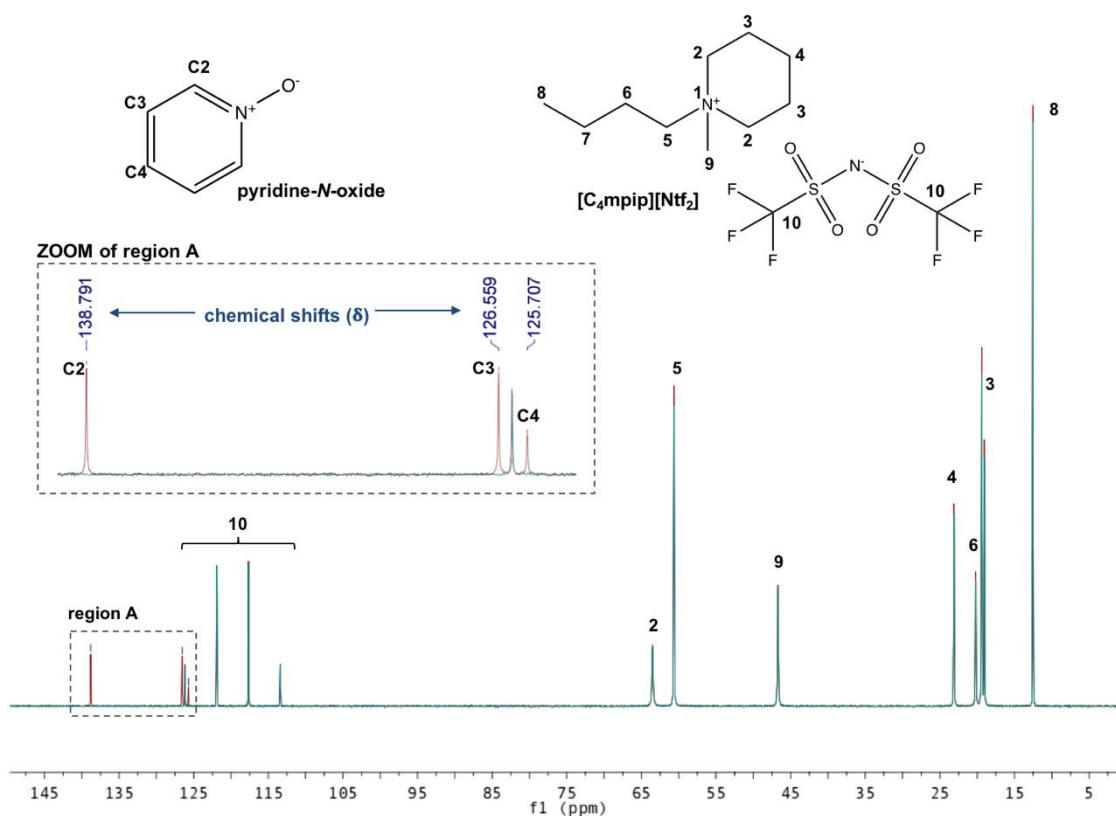 C2
C3
C4
N+
O-
pyridine-N-oxide
3
2
4
8
6
1
N+
3
7
5
2
9
[C4mpip][Ntf2]
O
O
N-
S
S
F
10
10
F
F
O
O
F
F
F
8
ZOOM of region A
138.791
126.559
125.707
chemical shifts (δ)
C2
C3
C4
5
3
4
10
6
9
region A
2
145
135
125
115
105
95
85
75
65
55
45
35
25
15
5
f1 (ppm)